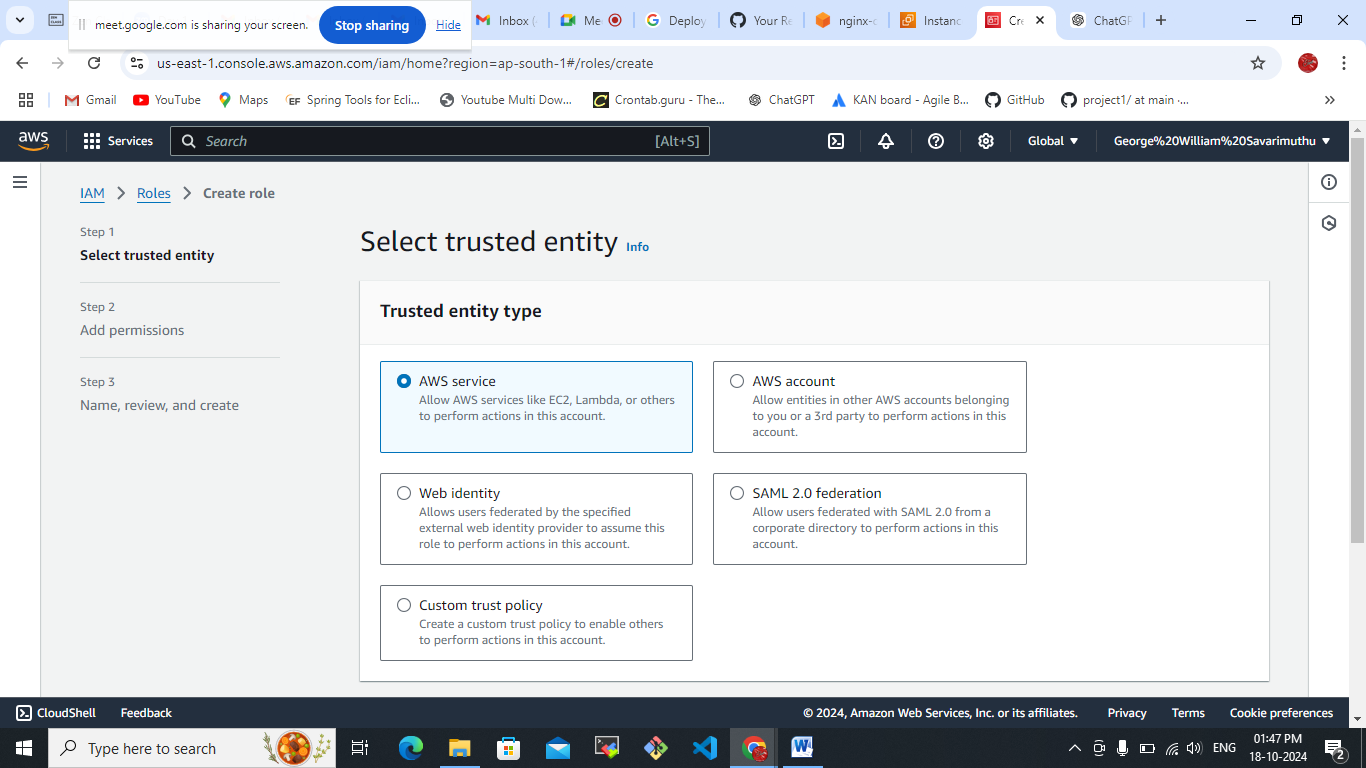 meet.google.com is sharing your screen.
Stop sharing
Hide
Inbox (
Me
Deploy
Your Re
nginx-c
Instanc
Cre
ChatGP
us-east-1.console.aws.amazon.com/iam/home?region=ap-south-1#/roles/create
Gmail
YouTube
Maps
EF
Spring Tools for Ecli...
Youtube Multi Dow...
Crontab.guru - The...
ChatGPT
KAN board - Agile B...
GitHub
project1/ at main ·...
aws
Services
Search
[Alt+S]
Global
George%20William%20Savarimuthu
IAM
Roles
Create role
Step 1
Select trusted entity
Step 2
Add permissions
Step 3
Name, review, and create
Select trusted entity
Info
Trusted entity type
AWS service
Allow AWS services like EC2, Lambda, or others
to perform actions in this account.
AWS account
Allow entities in other AWS accounts belonging
to you or a 3rd party to perform actions in this
account.
Web identity
Allows users federated by the specified
external web identity provider to assume this
role to perform actions in this account.
SAML 2.0 federation
Allow users federated with SAML 2.0 from a
corporate directory to perform actions in this
account.
Custom trust policy
Create a custom trust policy to enable others
to perform actions in this account.
CloudShell
Feedback
© 2024, Amazon Web Services, Inc. or its affiliates.
Privacy
Terms
Cookie preferences
Type here to search
ENG
01:47 PM
18-10-2024
2